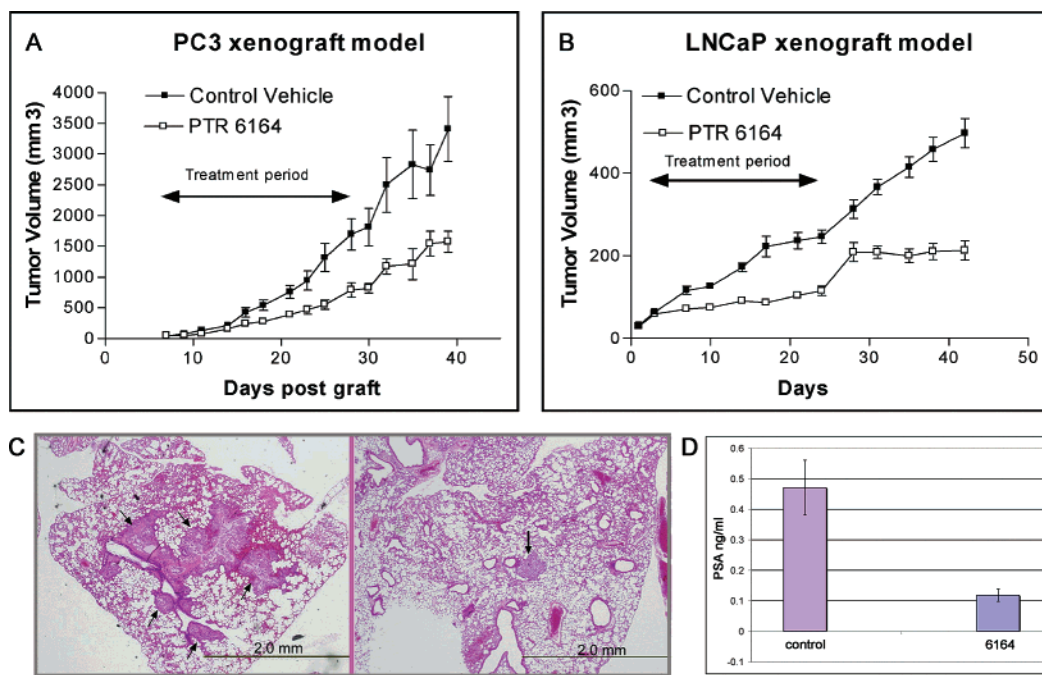 A
PC3 xenograft model
Control Vehicle
PTR 6164
Treatment period
Tumor Volume (mm 3)
4000
3500
3000
2500
2000
1500
1000
500
0
0 10 20 30 40
Days post graft
B
LNCaP xenograft model
Control Vehicle
PTR 6164
Treatment period
Tumor Volume (mm 3)
600
400
200
0
0 10 20 30 40 50
Days
C
2.0 mm
2.0 mm
D
PSA ng/ml
0.6
0.5
0.4
0.3
0.2
0.1
0
-0.1
control 6164